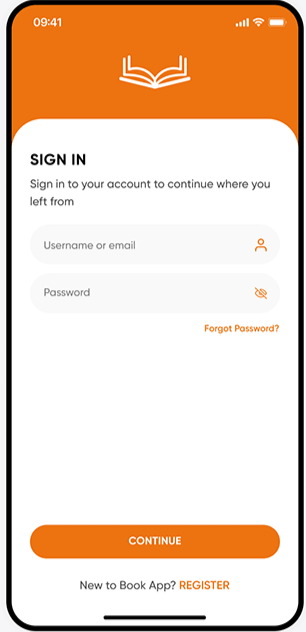 09:41
SIGN IN
Sign in to your account to continue where you
left from
Username or email
Password
Forgot Password?
CONTINUE
New to Book App? REGISTER